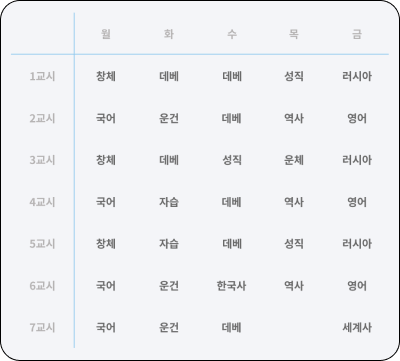 월 화 수 목 금
1교시 창체 데베 데베 성직 러시아
2교시 국어 운건 데베 역사 영어
3교시 창체 데베 성직 운체 러시아
4교시 국어 자습 데베 역사 영어
5교시 창체 자습 데베 성직 러시아
6교시 국어 운건 한국사 역사 영어
7교시 국어 운건 데베 세계사